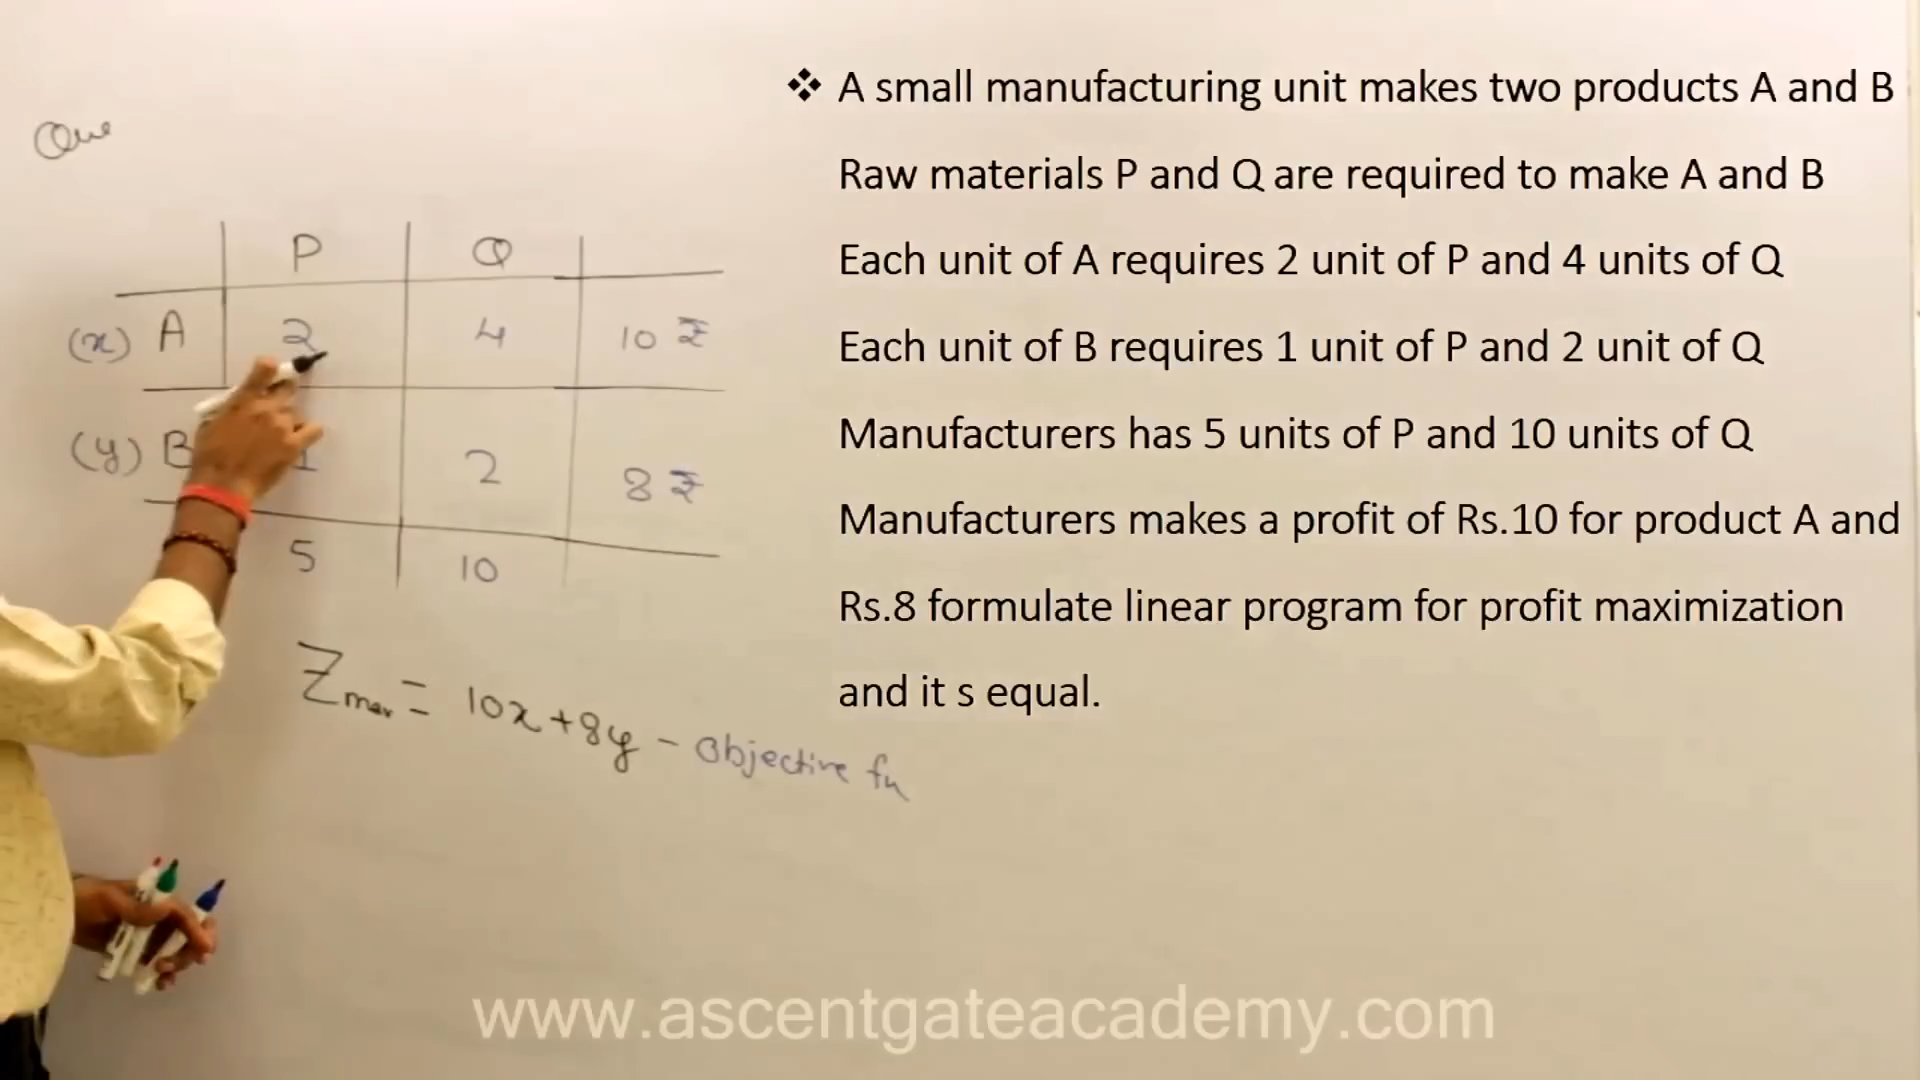 Que
P Q
(x) A 2 4 10 ₹
(y) B 1 2 8 ₹
5 10
Zmax = 10x + 8y - Objective fn
❖ A small manufacturing unit makes two products A and B
Raw materials P and Q are required to make A and B
Each unit of A requires 2 unit of P and 4 units of Q
Each unit of B requires 1 unit of P and 2 unit of Q
Manufacturers has 5 units of P and 10 units of Q
Manufacturers makes a profit of Rs.10 for product A and
Rs.8 formulate linear program for profit maximization
and it s equal.
www.ascentgateacademy.com